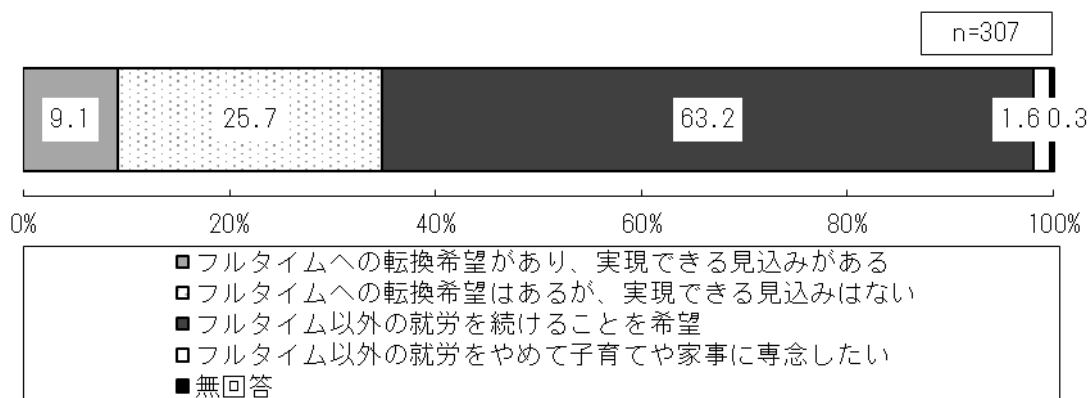 n=307
9.1 25.7 63.2 1.6 0.3
0% 20% 40% 60% 80% 100%
フルタイムへの転換希望があり、実現できる見込みがある
フルタイムへの転換希望はあるが、実現できる見込みはない
フルタイム以外の就労を続けることを希望
フルタイム以外の就労をやめて子育てや家事に専念したい
無回答